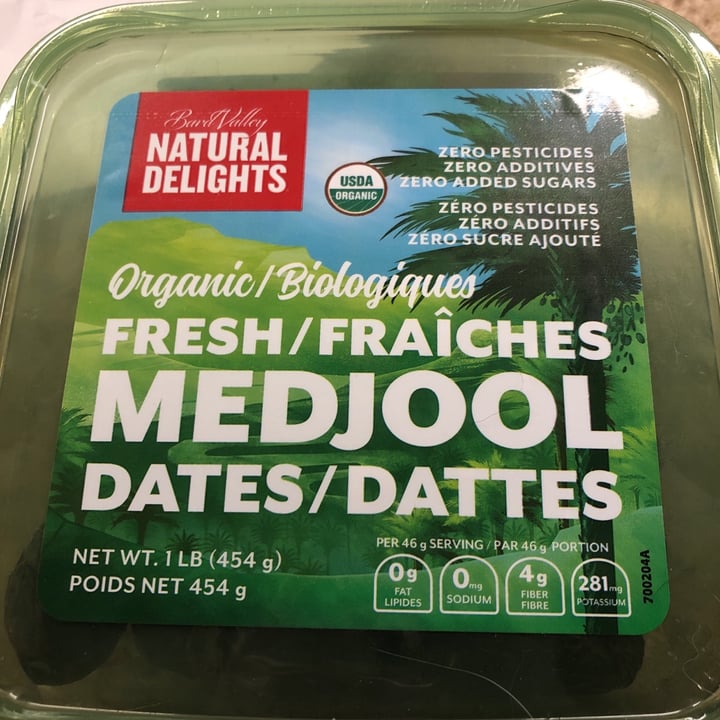 Bard Valley
NATURAL
DELIGHTS
USDA
ORGANIC
ZERO PESTICIDES
ZERO ADDITIVES
ZERO ADDED SUGARS
ZÉRO PESTICIDES
ZÉRO ADDITIFS
ZÉRO SUCRE AJOUTÉ
Organic/Biologiques
FRESH/FRAÎCHES
MEDJOOL
DATES/DATTES
NET WT. 1 LB (454 g)
POIDS NET 454 g
PER 46 g SERVING / PAR 46 g PORTION
0g
FAT
LIPIDES
0mg
SODIUM
4g
FIBER
FIBRE
281mg
POTASSIUM
700204A